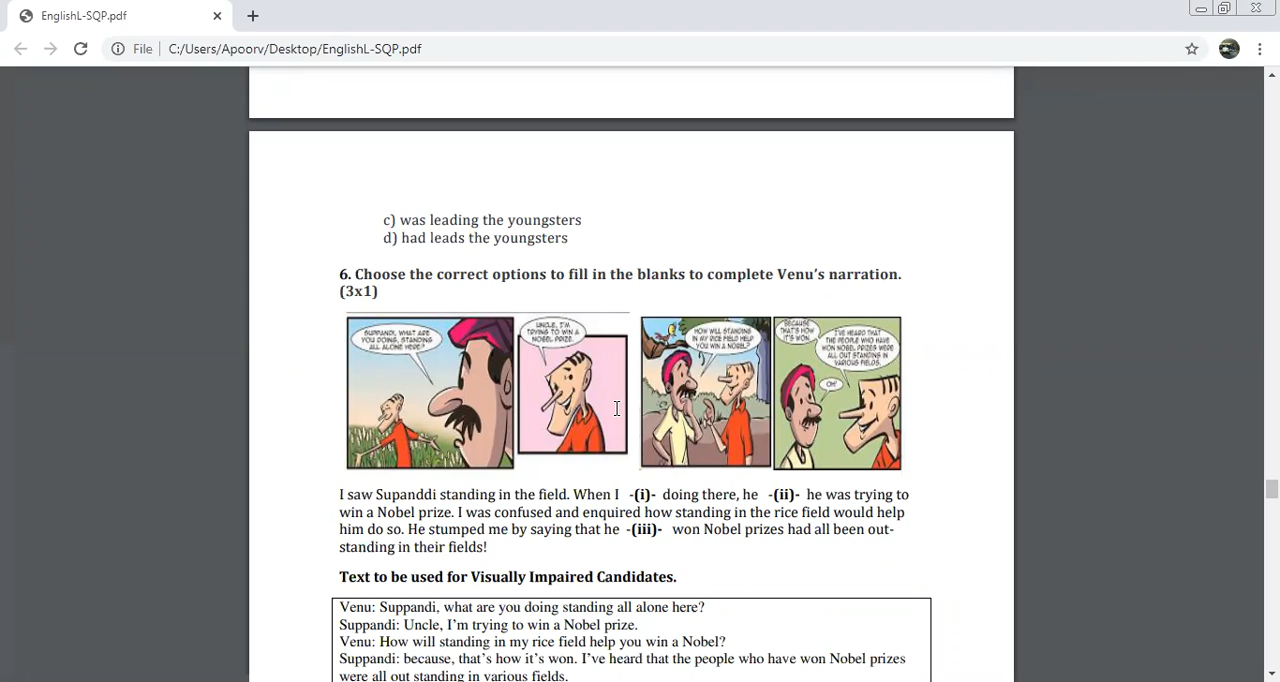 EnglishL-SQP.pdf
File
C:/Users/Apoorv/Desktop/EnglishL-SQP.pdf
c) was leading the youngsters
d) had leads the youngsters
6. Choose the correct options to fill in the blanks to complete Venu’s narration.
(3x1)
SUPPANDI, WHAT ARE
YOU DOING, STANDING
ALL ALONE HERE?
UNCLE, I'M
TRYING TO WIN A
NOBEL PRIZE.
HOW WILL STANDING
IN MY RICE FIELD HELP
YOU WIN A NOBEL?
BECAUSE
THAT'S HOW
IT'S WON.
I'VE HEARD THAT
THE PEOPLE WHO HAVE
WON NOBEL PRIZES WERE
ALL OUT STANDING IN
VARIOUS FIELDS.
OH!
I saw Supanddi standing in the field. When I -(i)- doing there, he -(ii)- he was trying to
win a Nobel prize. I was confused and enquired how standing in the rice field would help
him do so. He stumped me by saying that he -(iii)- won Nobel prizes had all been out-
standing in their fields!
Text to be used for Visually Impaired Candidates.
Venu: Suppandi, what are you doing standing all alone here?
Suppandi: Uncle, I’m trying to win a Nobel prize.
Venu: How will standing in my rice field help you win a Nobel?
Suppandi: because, that’s how it’s won. I’ve heard that the people who have won Nobel prizes
were all out standing in various fields.